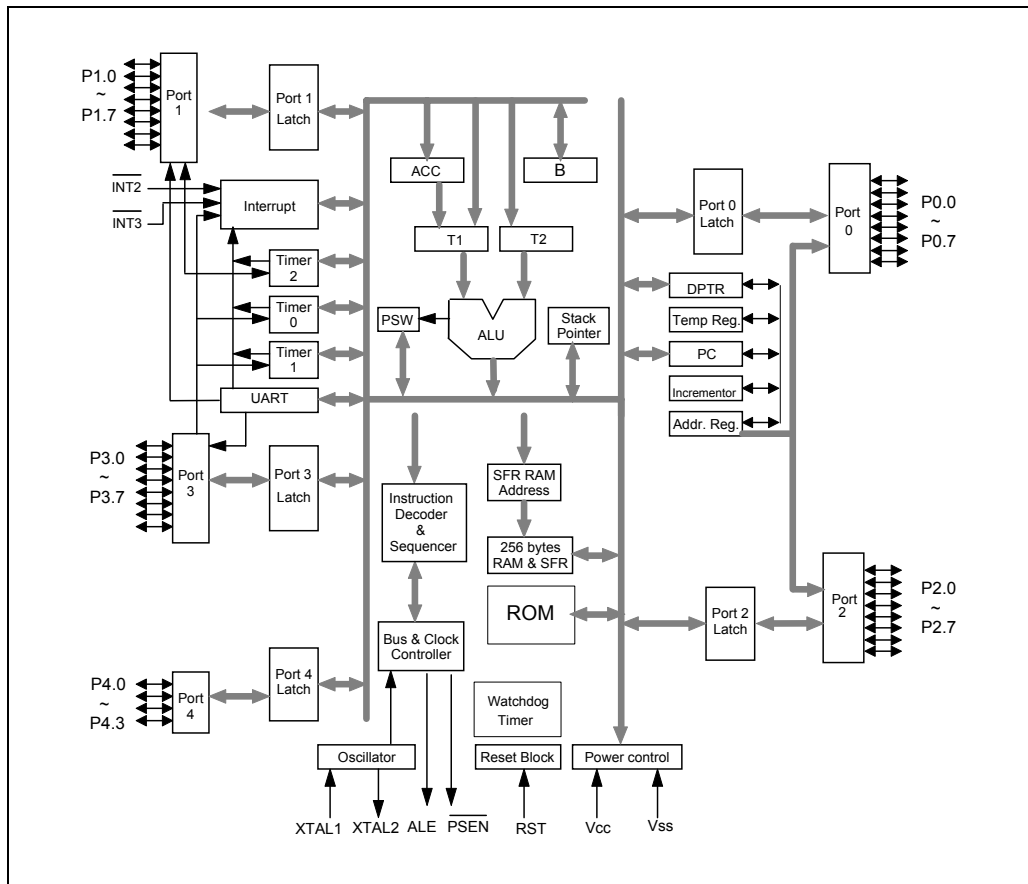 P1.0
~
P1.7
Port
1
Port 1
Latch
INT2
INT3
Interrupt
Timer
2
Timer
0
Timer
1
UART
P3.0
~
P3.7
Port
3
Port 3
Latch
P4.0
~
P4.3
Port
4
Port 4
Latch
ACC
B
T1
T2
PSW
ALU
Stack
Pointer
Instruction
Decoder
&
Sequencer
SFR RAM
Address
256 bytes
RAM & SFR
ROM
Bus & Clock
Controller
Watchdog
Timer
Oscillator
Reset Block
Power control
XTAL1
XTAL2
ALE
PSEN
RST
Vcc
Vss
Port 0
Latch
Port
0
P0.0
~
P0.7
DPTR
Temp Reg.
PC
Incrementor
Addr. Reg.
Port 2
Latch
Port
2
P2.0
~
P2.7